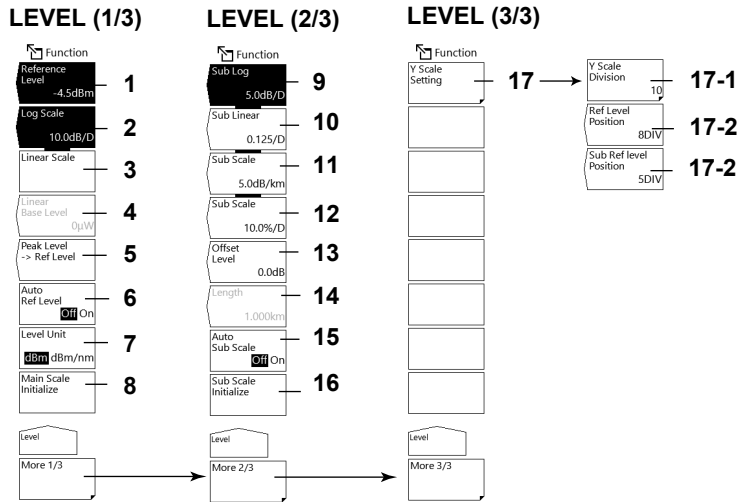 LEVEL (1/3)
Function
Reference
Level
-4.5dBm
1
Log Scale
10.0dB/D
2
Linear Scale
3
Linear
Base Level
0µW
4
Peak Level
-> Ref Level
5
Auto
Ref Level
Off On
6
Level Unit
dBm dBm/nm
7
Main Scale
Initialize
8
Level
More 1/3
LEVEL (2/3)
Function
Sub Log
5.0dB/D
9
Sub Linear
0.125/D
10
Sub Scale
5.0dB/km
11
Sub Scale
10.0%/D
12
Offset
Level
0.0dB
13
Length
1.000km
14
Auto
Sub Scale
Off On
15
Sub Scale
Initialize
16
Level
More 2/3
LEVEL (3/3)
Function
Y Scale
Setting
17
Level
More 3/3
Y Scale
Division
10
17-1
Ref Level
Position
8DIV
17-2
Sub Ref level
Position
5DIV
17-2